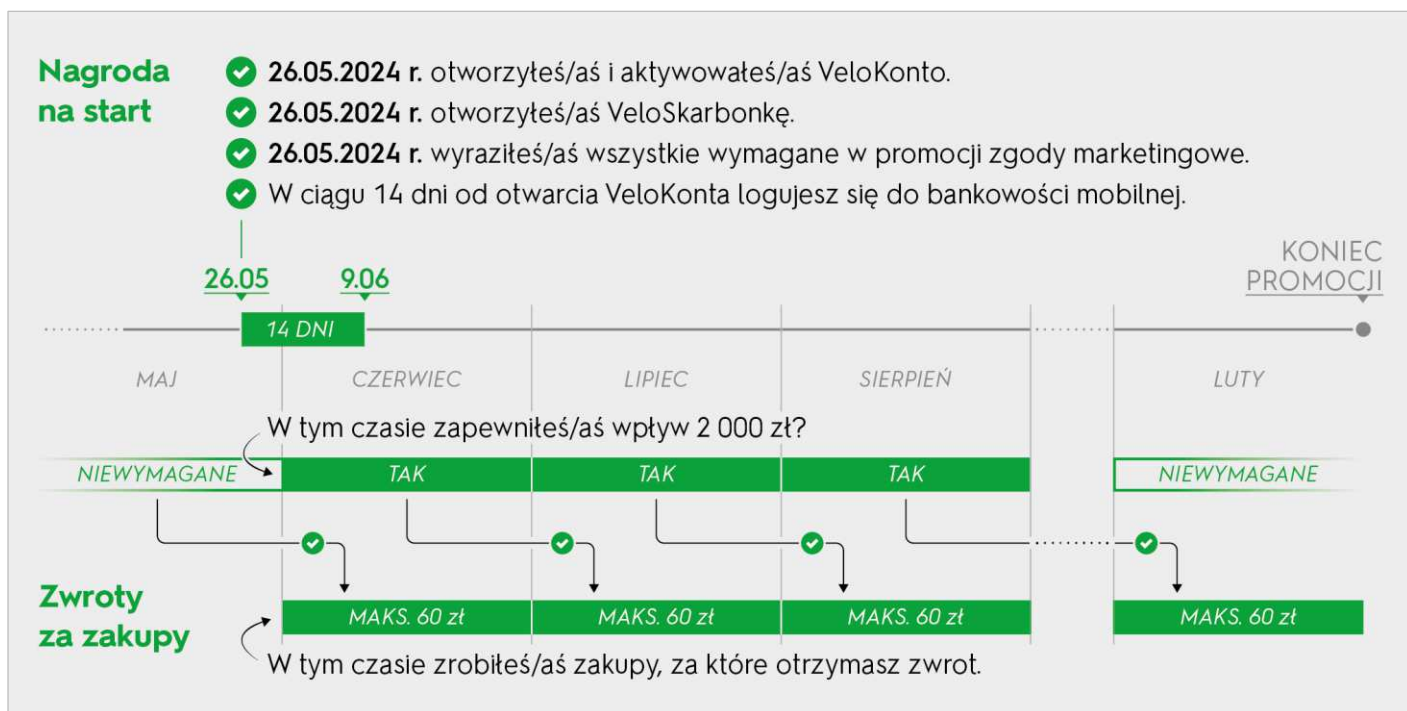 Nagroda
na start
26.05.2024 r. otworzyłeś/aś i aktywowałeś/aś VeloKonto.
26.05.2024 r. otworzyłeś/aś VeloSkarbonkę.
26.05.2024 r. wyraziłeś/aś wszystkie wymagane w promocji zgody marketingowe.
W ciągu 14 dni od otwarcia VeloKonta logujesz się do bankowości mobilnej.
KONIEC
PROMOCJI
26.05 9.06
14 DNI
MAJ CZERWIEC LIPIEC SIERPIEŃ LUTY
W tym czasie zapewniłeś/aś wpływ 2 000 zł?
NIEWYMAGANE TAK TAK TAK NIEWYMAGANE
Zwroty
za zakupy
MAKS. 60 zł MAKS. 60 zł MAKS. 60 zł MAKS. 60 zł
W tym czasie zrobiłeś/aś zakupy, za które otrzymasz zwrot.